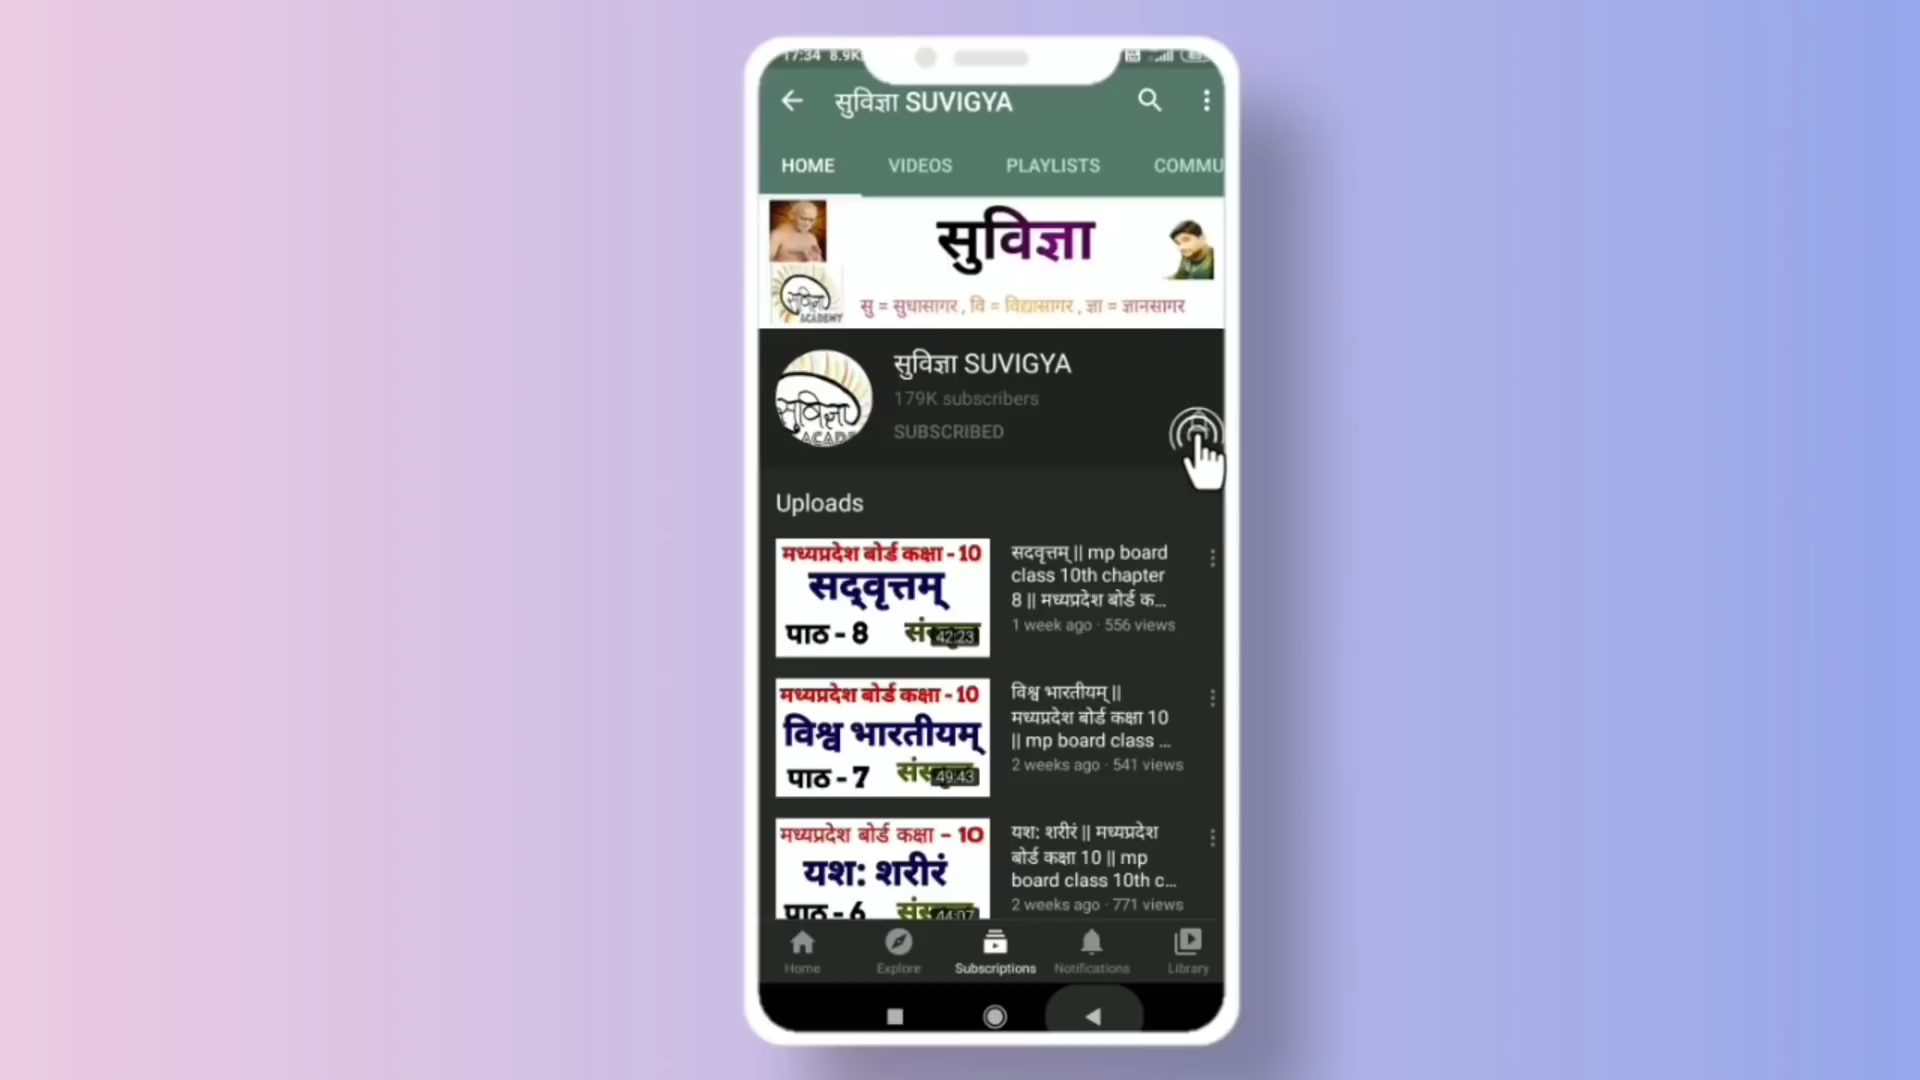 17:34 8.9K
सुविज्ञा SUVIGYA
HOME VIDEOS PLAYLISTS COMMU
सुविज्ञा
सुविज्ञा
ACADEMY
सु = सुधासागर , वि = विद्यासागर , ज्ञा = ज्ञानसागर
सुविज्ञा
ACADE
सुविज्ञा SUVIGYA
179K subscribers
SUBSCRIBED
Uploads
मध्यप्रदेश बोर्ड कक्षा - 10
सद्वृत्तम्
पाठ - 8
42:23
सदवृत्तम् || mp board
class 10th chapter
8 || मध्यप्रदेश बोर्ड क...
1 week ago · 556 views
मध्यप्रदेश बोर्ड कक्षा - 10
विश्व भारतीयम्
पाठ - 7
49:43
विश्व भारतीयम् ||
मध्यप्रदेश बोर्ड कक्षा 10
|| mp board class ...
2 weeks ago · 541 views
मध्यप्रदेश बोर्ड कक्षा - 10
यश: शरीरं
पाठ - 6
44:07
यश: शरीरं || मध्यप्रदेश
बोर्ड कक्षा 10 || mp
board class 10th c...
2 weeks ago · 771 views
Home Explore Subscriptions Notifications Library